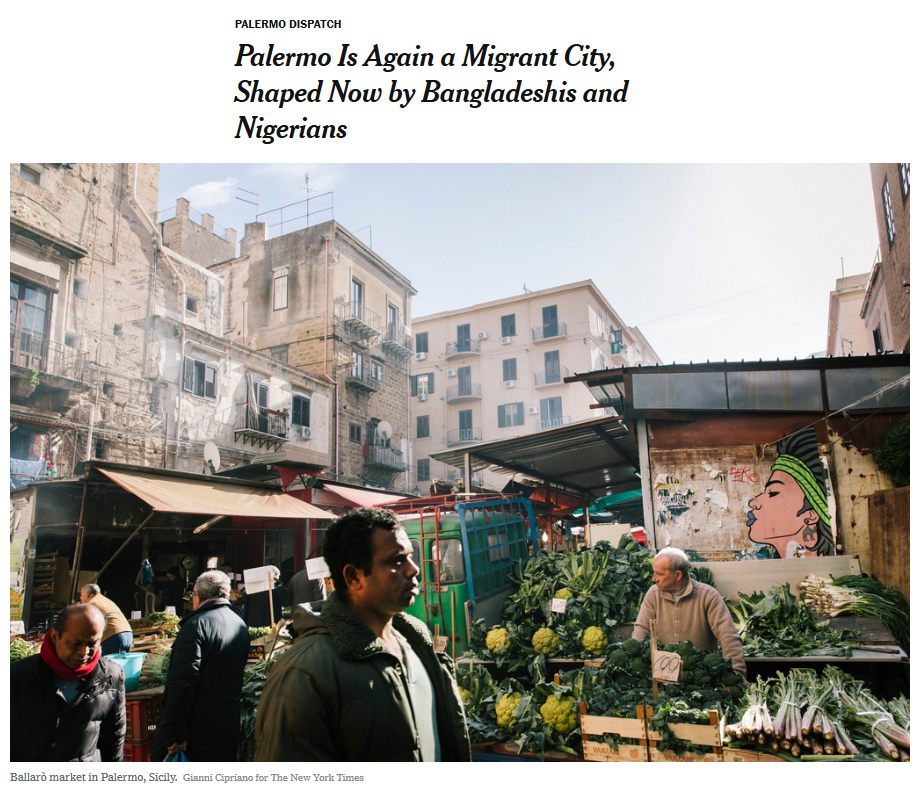 PALERMO DISPATCH
Palermo Is Again a Migrant City,
Shaped Now by Bangladeshis and
Nigerians
Ballarò market in Palermo, Sicily. Gianni Cipriano for The New York Times